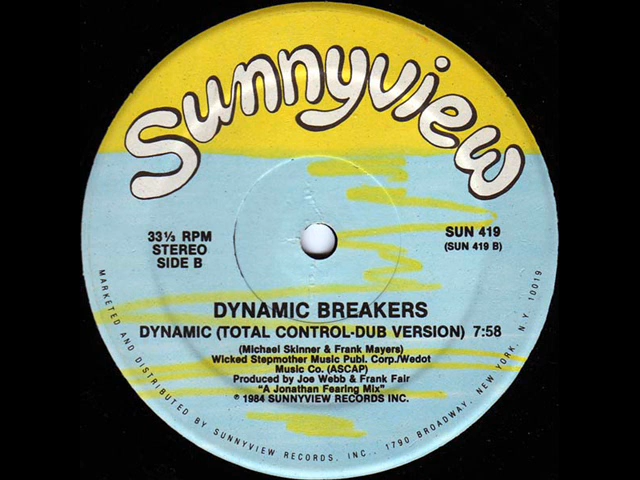 Sunnyview
33⅓ RPM
STEREO
SIDE B
SUN 419
(SUN 419 B)
DYNAMIC BREAKERS
DYNAMIC (TOTAL CONTROL-DUB VERSION) 7:58
(Michael Skinner & Frank Mayers)
Wicked Stepmother Music Publ. Corp./Wedot
Music Co. (ASCAP)
Produced by Joe Webb & Frank Fair
"A Jonathan Fearing Mix"
℗ 1984 SUNNYVIEW RECORDS INC.
MARKETED AND DISTRIBUTED BY SUNNYVIEW RECORDS, INC., 1790 BROADWAY, NEW YORK, N.Y. 10019